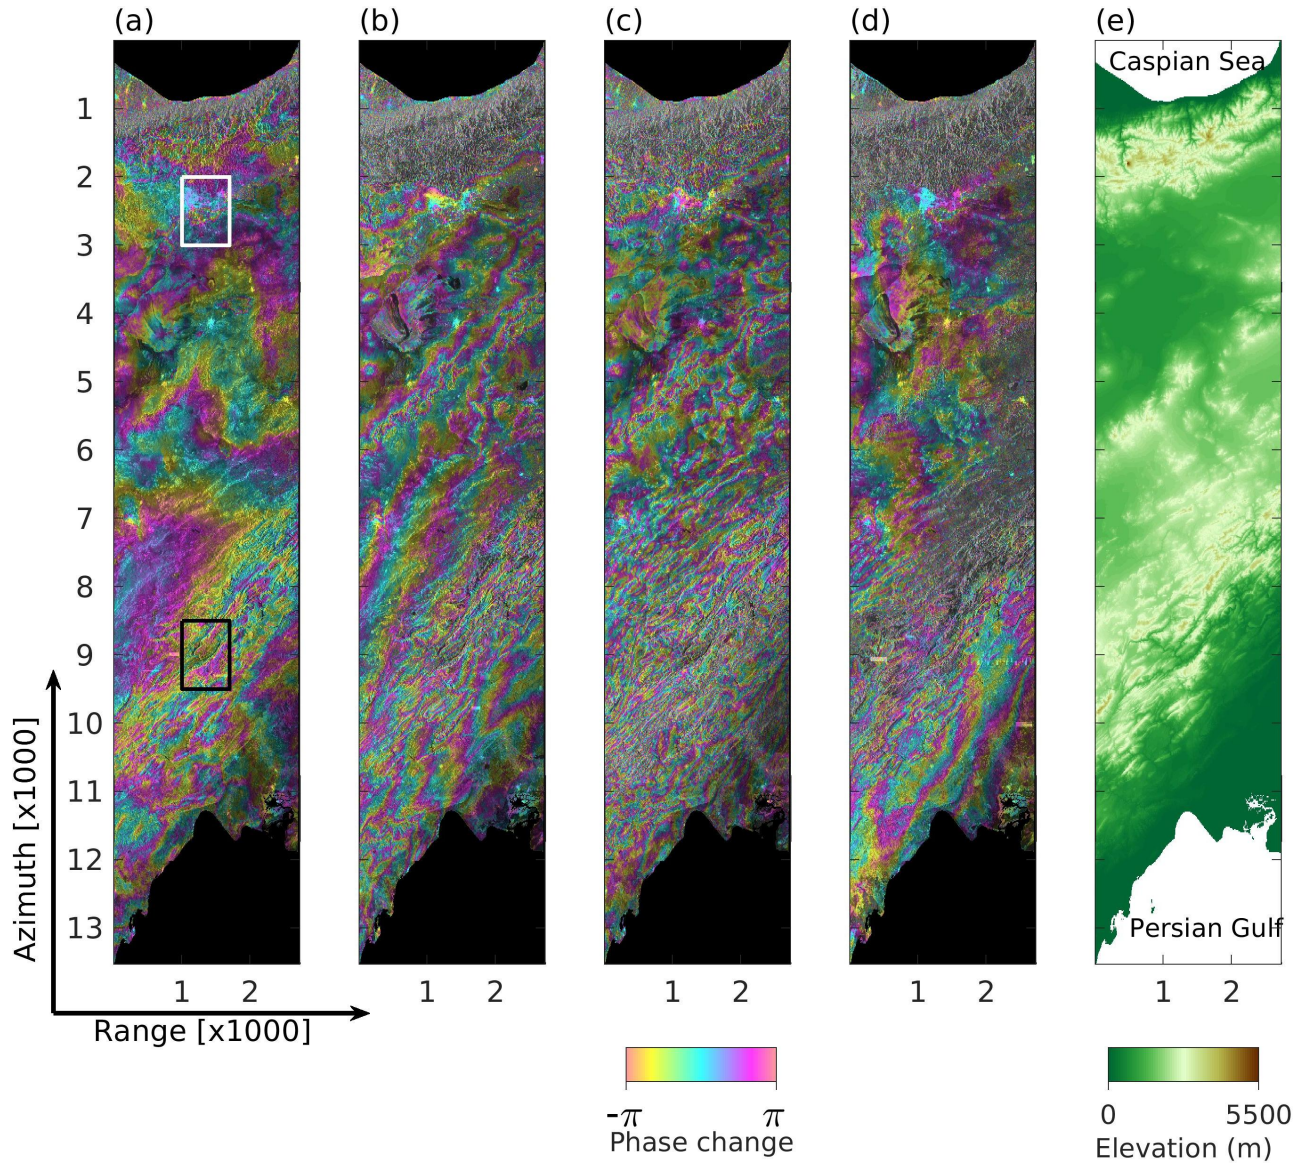 (a) (b) (c) (d) (e)
Caspian Sea
1
2
3
4
5
6
7
8
9
10
11
12
13
Persian Gulf
Azimuth [x1000]
1 2 1 2 1 2 1 2 1 2
Range [x1000]
-π π
Phase change
0 5500
Elevation (m)